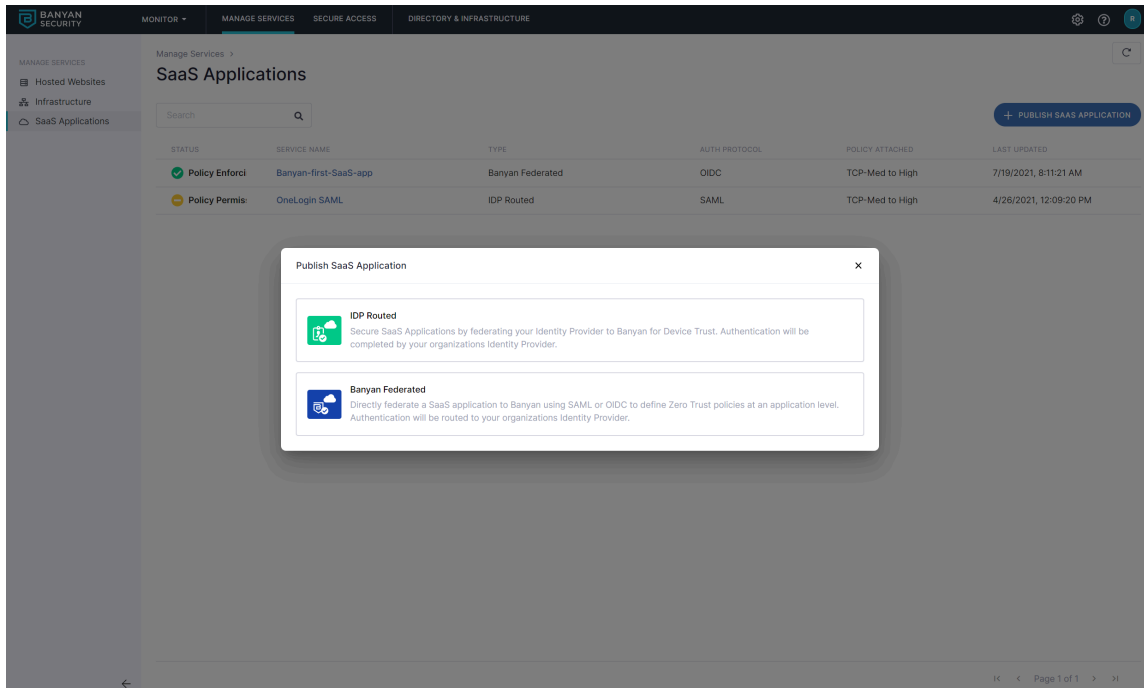 BANYAN
SECURITY
MONITOR
MANAGE SERVICES
SECURE ACCESS
DIRECTORY & INFRASTRUCTURE
R
MANAGE SERVICES
Hosted Websites
Infrastructure
SaaS Applications
Manage Services >
SaaS Applications
Search
+ PUBLISH SAAS APPLICATION
STATUS SERVICE NAME TYPE AUTH PROTOCOL POLICY ATTACHED LAST UPDATED
Policy Enforci Banyan-first-SaaS-app Banyan Federated OIDC TCP-Med to High 7/19/2021, 8:11:21 AM
Policy Permis: OneLogin SAML IDP Routed SAML TCP-Med to High 4/26/2021, 12:09:20 PM
Publish SaaS Application
IDP Routed
Secure SaaS Applications by federating your Identity Provider to Banyan for Device Trust. Authentication will be
completed by your organizations Identity Provider.
Banyan Federated
Directly federate a SaaS application to Banyan using SAML or OIDC to define Zero Trust policies at an application level.
Authentication will be routed to your organizations Identity Provider.
Page 1 of 1